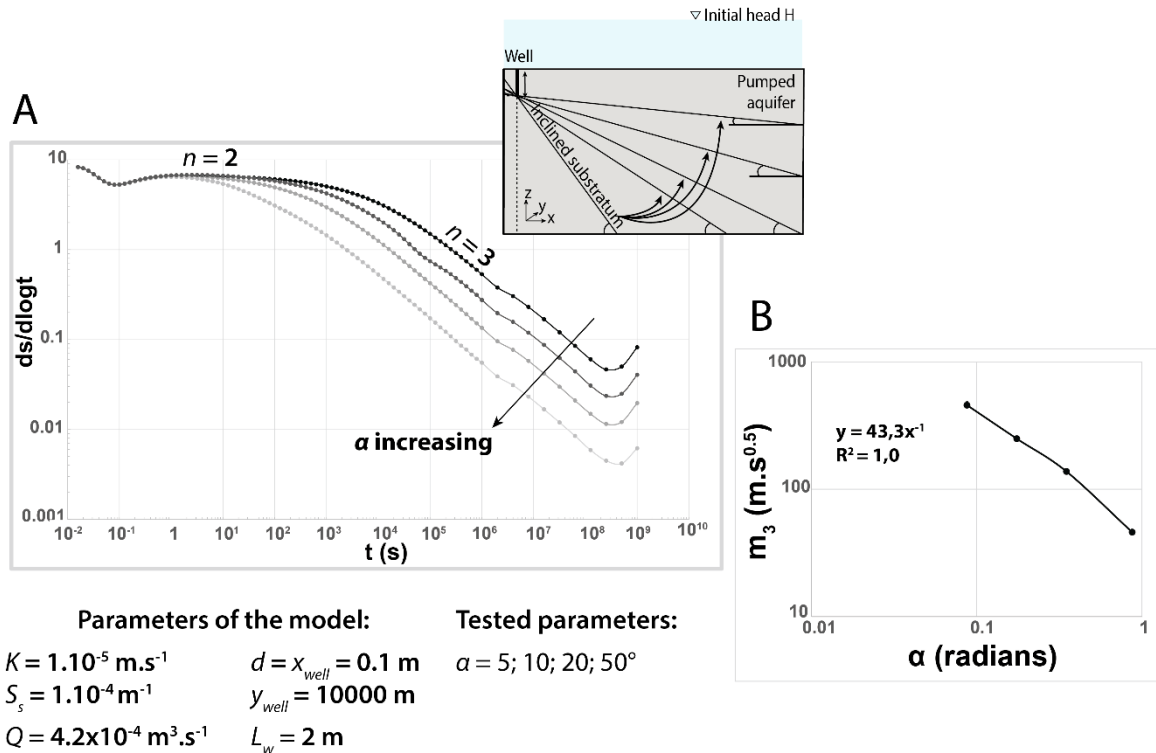 ▽ Initial head H
Well
Pumped
aquifer
Inclined substratum
z
y
x
A
n = 2
n = 3
α increasing
ds/dlogt
10
1
0.1
0.01
0.001
10⁻² 10⁻¹ 1 10¹ 10² 10³ 10⁴ 10⁵ 10⁶ 10⁷ 10⁸ 10⁹ 10¹⁰
t (s)
B
m₃ (m.s⁰·⁵)
1000
100
10
y = 43,3x⁻¹
R² = 1,0
0.01 0.1 1
α (radians)
Parameters of the model:
K = 1.10⁻⁵ m.s⁻¹ d = x_well = 0.1 m
Sₛ = 1.10⁻⁴ m⁻¹ y_well = 10000 m
Q = 4.2x10⁻⁴ m³.s⁻¹ L_w = 2 m
Tested parameters:
α = 5; 10; 20; 50°